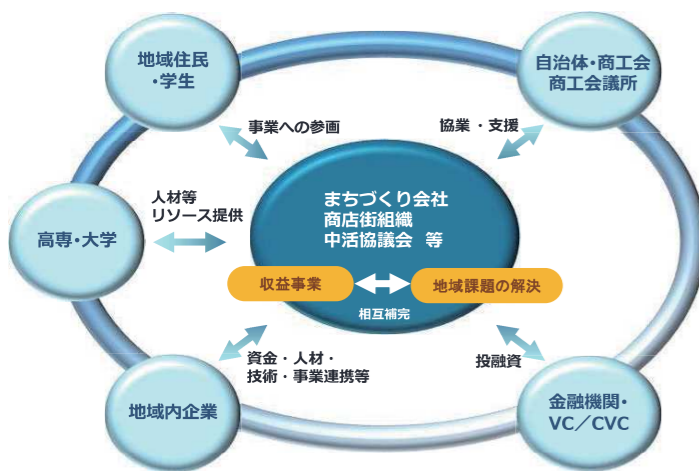 地域住民
・学生
自治体・商工会
商工会議所
事業への参画
協業・支援
人材等
リソース提供
まちづくり会社
商店街組織
中活協議会 等
高専・大学
収益事業
地域課題の解決
相互補完
資金・人材・
技術・事業連携等
投融資
地域内企業
金融機関・
VC／CVC